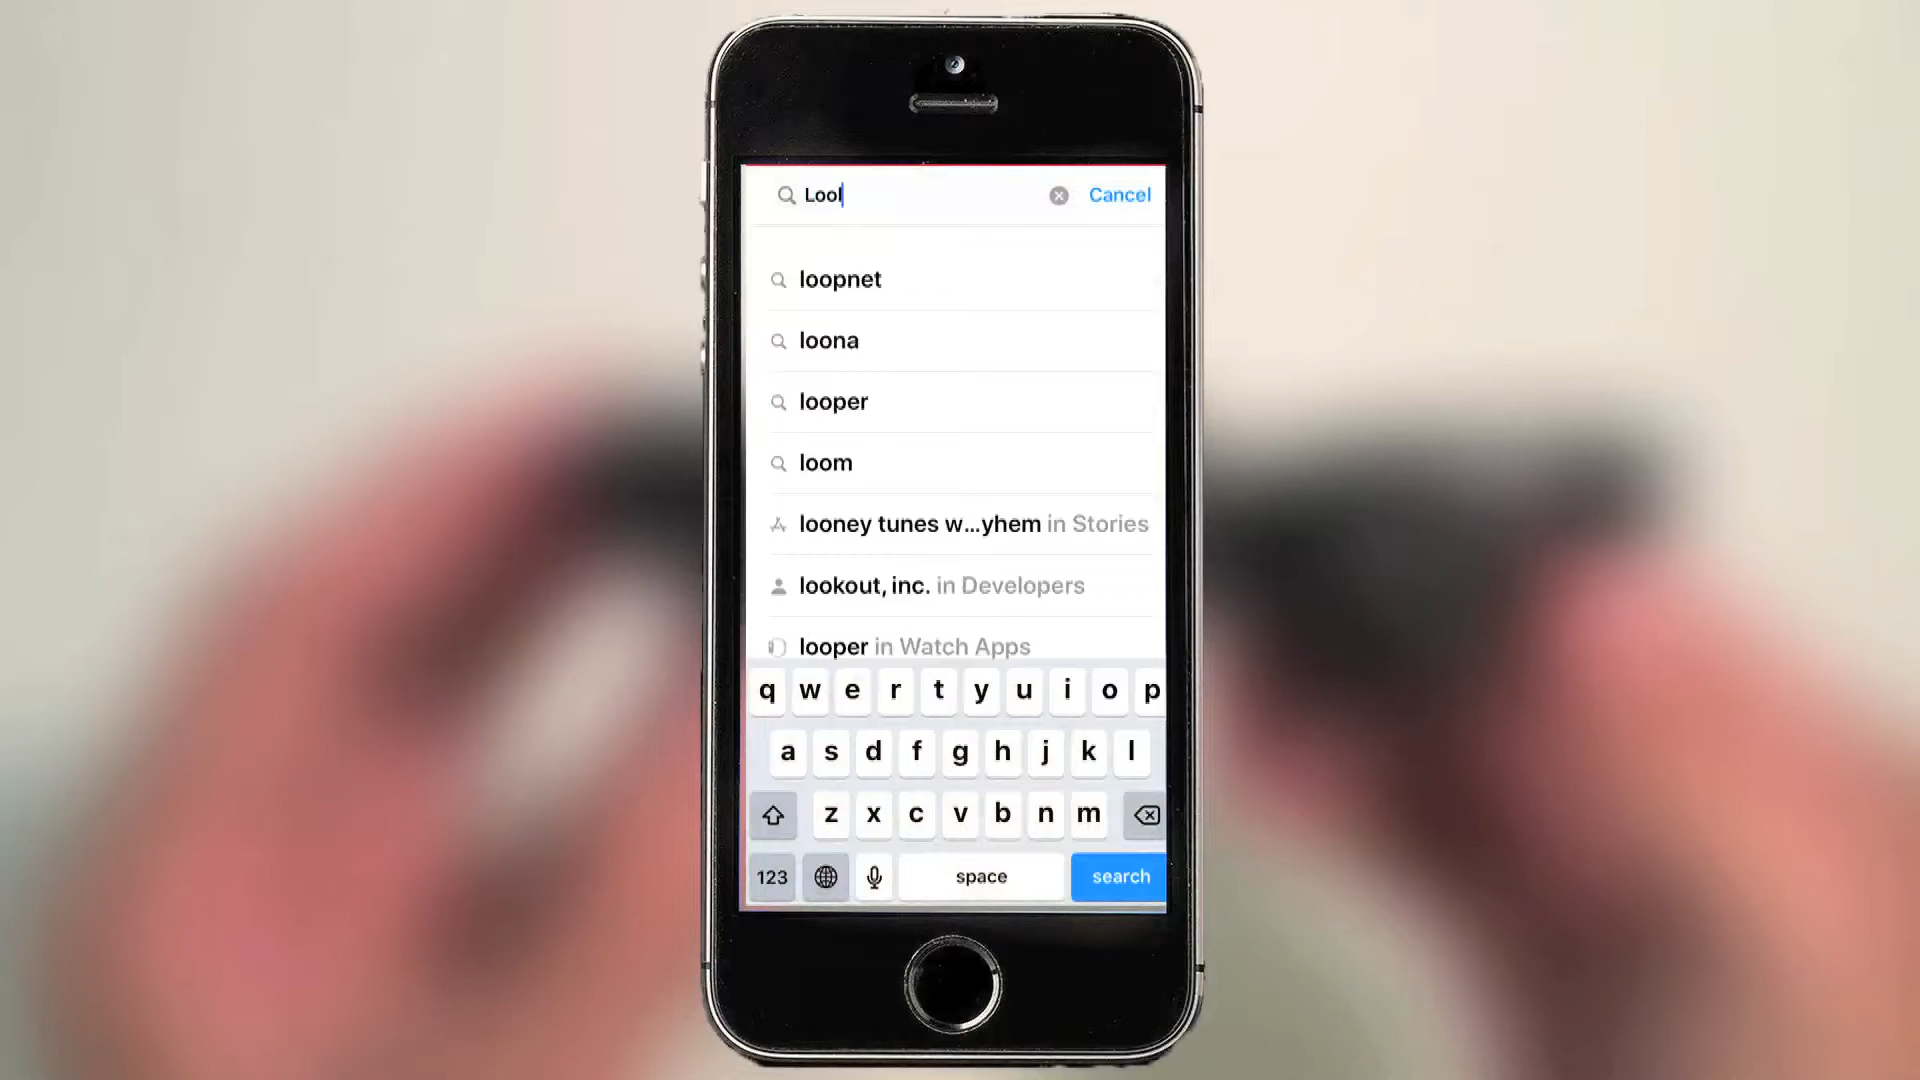 Lool Cancel
loopnet
loona
looper
loom
looney tunes w...yhem in Stories
lookout, inc. in Developers
looper in Watch Apps
q w e r t y u i o p
a s d f g h j k l
z x c v b n m
123 space search